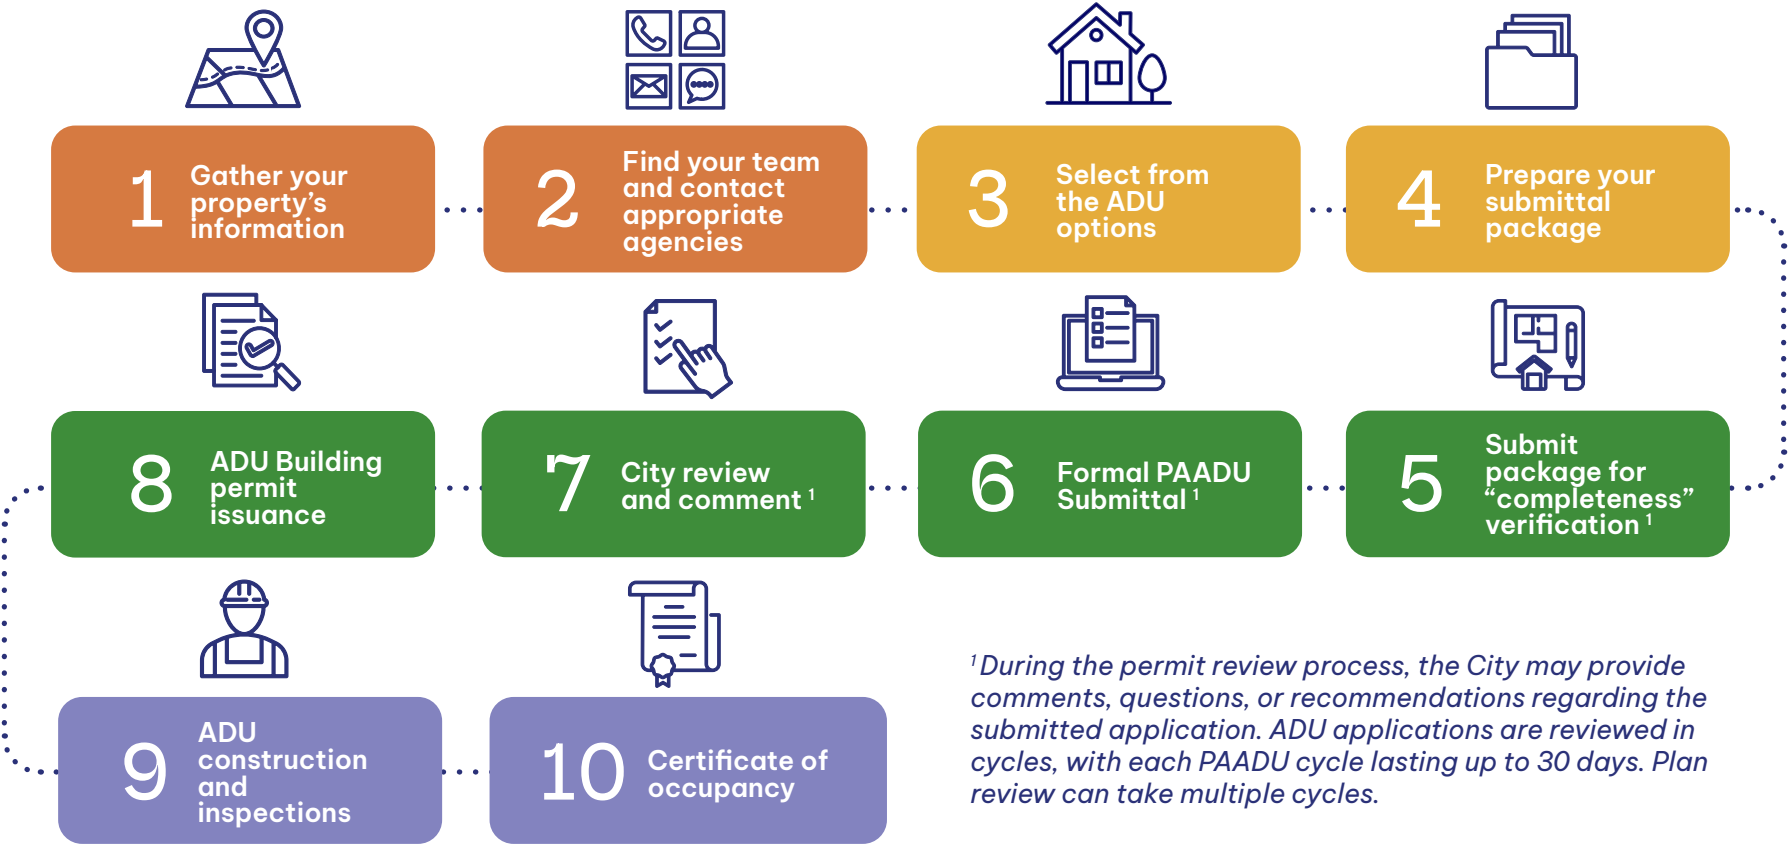 1
Gather your
property’s
information
2
Find your team
and contact
appropriate
agencies
3
Select from
the ADU
options
4
Prepare your
submittal
package
5
Submit
package for
“completeness”
verification 1
6
Formal PAADU
Submittal 1
7
City review
and comment 1
8
ADU Building
permit
issuance
9
ADU
construction
and
inspections
10
Certificate of
occupancy
1 During the permit review process, the City may provide
comments, questions, or recommendations regarding the
submitted application. ADU applications are reviewed in
cycles, with each PAADU cycle lasting up to 30 days. Plan
review can take multiple cycles.